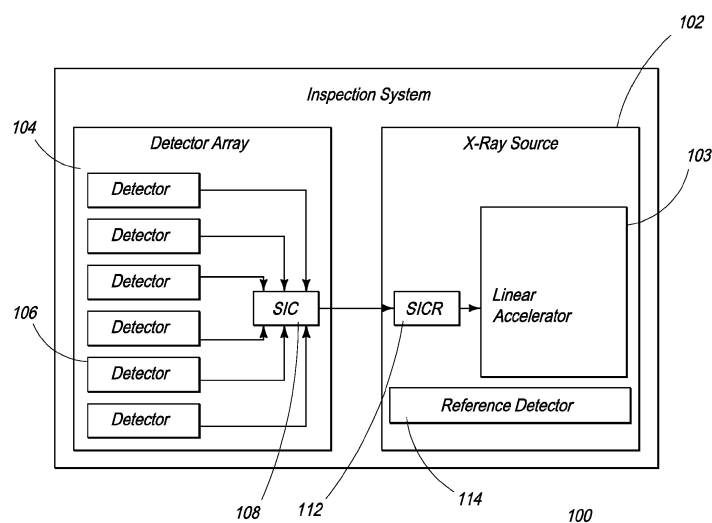 102
Inspection System
104
Detector Array
X-Ray Source
103
Detector
Detector
Detector
SIC
SICR
Linear
Accelerator
106
Detector
Detector
Detector
Reference Detector
108
112
114
100